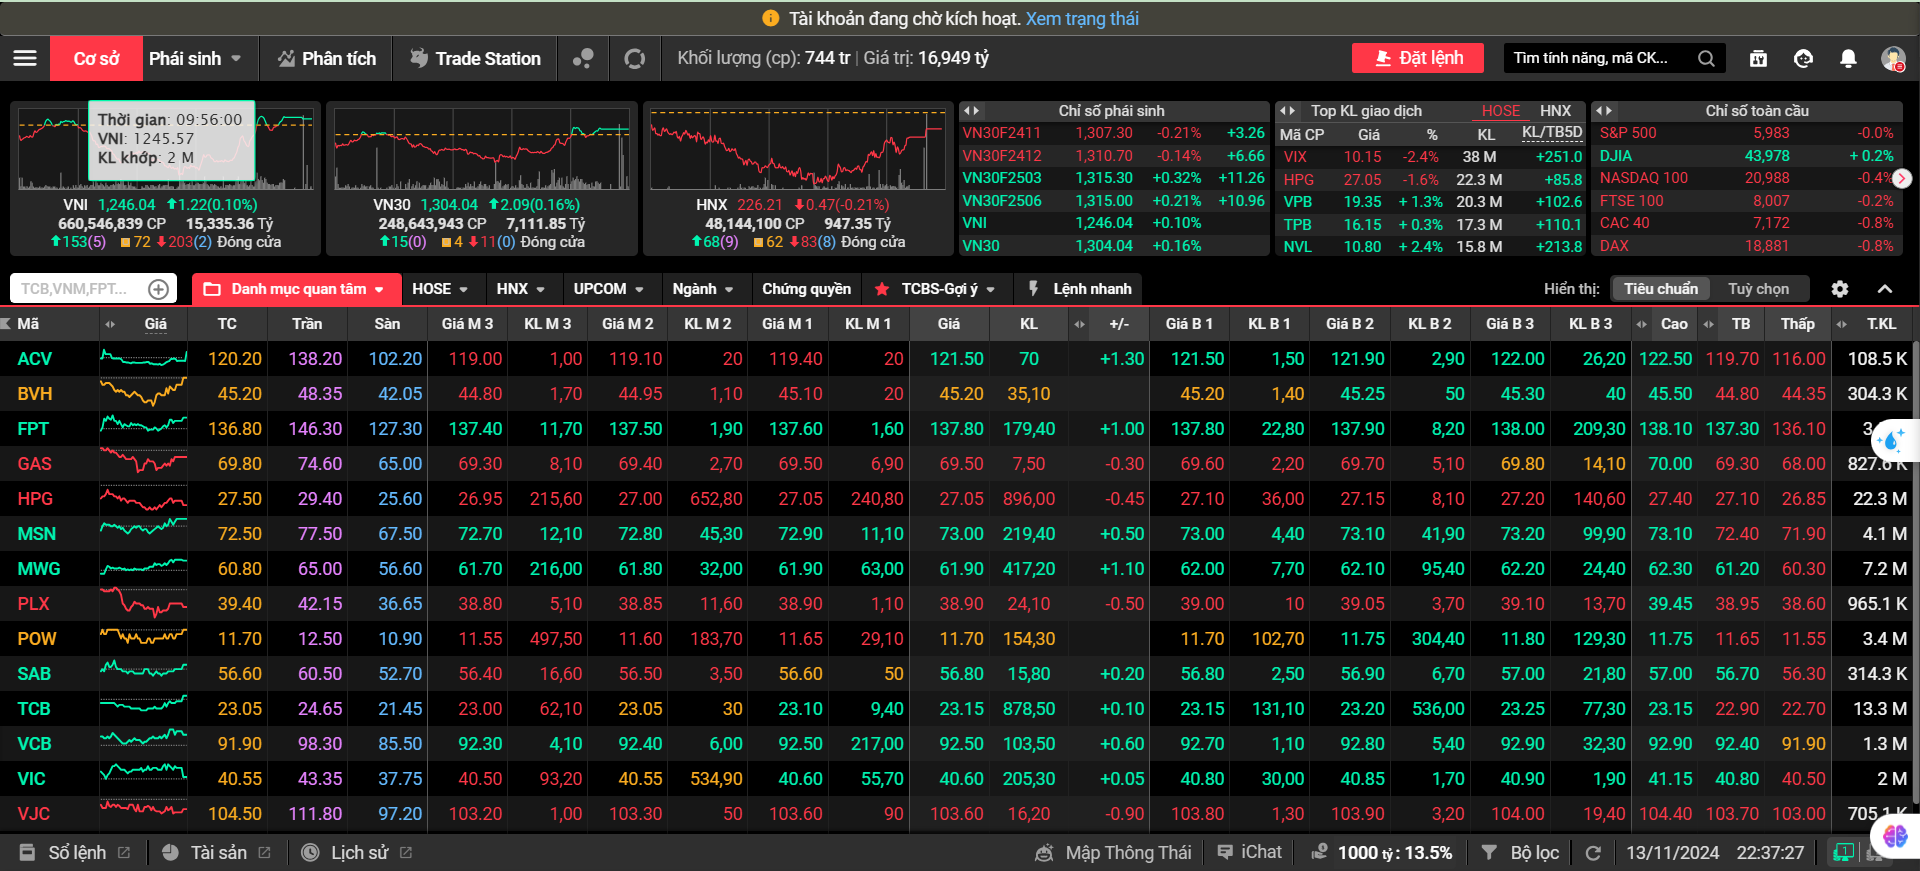 Tài khoản đang chờ kích hoạt. Xem trạng thái
Cơ sở Phái sinh Phân tích Trade Station Khối lượng (cp): 744 tr | Giá trị: 16,949 tỷ Đặt lệnh Tìm tính năng, mã CK...
Thời gian: 09:56:00
VNI: 1245.57
KL khớp: 2 M
VNI 1,246.04 1.22(0.10%)
660,546,839 CP 15,335.36 Tỷ
153(5) 72 203(2) Đóng cửa
VN30 1,304.04 2.09(0.16%)
248,643,943 CP 7,111.85 Tỷ
15(0) 4 11(0) Đóng cửa
HNX 226.21 0.47(-0.21%)
48,144,100 CP 947.35 Tỷ
68(9) 62 83(8) Đóng cửa
Chỉ số phái sinh
VN30F2411 1,307.30 -0.21% +3.26
VN30F2412 1,310.70 -0.14% +6.66
VN30F2503 1,315.30 +0.32% +11.26
VN30F2506 1,315.00 +0.21% +10.96
VNI 1,246.04 +0.10%
VN30 1,304.04 +0.16%
Top KL giao dịch HOSE HNX
Mã CP Giá % KL KL/TB5D
VIX 10.15 -2.4% 38 M +251.0
HPG 27.05 -1.6% 22.3 M +85.8
VPB 19.35 + 1.3% 20.3 M +102.6
TPB 16.15 + 0.3% 17.3 M +110.1
NVL 10.80 + 2.4% 15.8 M +213.8
Chỉ số toàn cầu
S&P 500 5,983 -0.0%
DJIA 43,978 + 0.2%
NASDAQ 100 20,988 -0.4%
FTSE 100 8,007 -0.2%
CAC 40 7,172 -0.8%
DAX 18,881 -0.8%
TCB,VNM,FPT... Danh mục quan tâm HOSE HNX UPCOM Ngành Chứng quyền TCBS-Gợi ý Lệnh nhanh Hiển thị: Tiêu chuẩn Tuỳ chọn
Mã Giá TC Trần Sàn Giá M 3 KL M 3 Giá M 2 KL M 2 Giá M 1 KL M 1 Giá KL +/- Giá B 1 KL B 1 Giá B 2 KL B 2 Giá B 3 KL B 3 Cao TB Thấp T.KL
ACV 120.20 138.20 102.20 119.00 1,00 119.10 20 119.40 20 121.50 70 +1.30 121.50 1,50 121.90 2,90 122.00 26,20 122.50 119.70 116.00 108.5 K
BVH 45.20 48.35 42.05 44.80 1,70 44.95 1,10 45.10 20 45.20 35,10 45.20 1,40 45.25 50 45.30 40 45.50 44.80 44.35 304.3 K
FPT 136.80 146.30 127.30 137.40 11,70 137.50 1,90 137.60 1,60 137.80 179,40 +1.00 137.80 22,80 137.90 8,20 138.00 209,30 138.10 137.30 136.10
GAS 69.80 74.60 65.00 69.30 8,10 69.40 2,70 69.50 6,90 69.50 7,50 -0.30 69.60 2,20 69.70 5,10 69.80 14,10 70.00 69.30 68.00 827.6 K
HPG 27.50 29.40 25.60 26.95 215,60 27.00 652,80 27.05 240,80 27.05 896,00 -0.45 27.10 36,00 27.15 8,10 27.20 140,60 27.40 27.10 26.85 22.3 M
MSN 72.50 77.50 67.50 72.70 12,10 72.80 45,30 72.90 11,10 73.00 219,40 +0.50 73.00 4,40 73.10 41,90 73.20 99,90 73.10 72.40 71.90 4.1 M
MWG 60.80 65.00 56.60 61.70 216,00 61.80 32,00 61.90 63,00 61.90 417,20 +1.10 62.00 7,70 62.10 95,40 62.20 24,40 62.30 61.20 60.30 7.2 M
PLX 39.40 42.15 36.65 38.80 5,10 38.85 11,60 38.90 1,10 38.90 24,10 -0.50 39.00 10 39.05 3,70 39.10 13,70 39.45 38.95 38.60 965.1 K
POW 11.70 12.50 10.90 11.55 497,50 11.60 183,70 11.65 29,10 11.70 154,30 11.70 102,70 11.75 304,40 11.80 129,30 11.75 11.65 11.55 3.4 M
SAB 56.60 60.50 52.70 56.40 16,60 56.50 3,50 56.60 50 56.80 15,80 +0.20 56.80 2,50 56.90 6,70 57.00 21,80 57.00 56.70 56.30 314.3 K
TCB 23.05 24.65 21.45 23.00 62,10 23.05 30 23.10 9,40 23.15 878,50 +0.10 23.15 131,10 23.20 536,00 23.25 77,30 23.15 22.90 22.70 13.3 M
VCB 91.90 98.30 85.50 92.30 4,10 92.40 6,00 92.50 217,00 92.50 103,50 +0.60 92.70 1,10 92.80 5,40 92.90 32,30 92.90 92.40 91.90 1.3 M
VIC 40.55 43.35 37.75 40.50 93,20 40.55 534,90 40.60 55,70 40.60 205,30 +0.05 40.80 30,00 40.85 1,70 40.90 1,90 41.15 40.80 40.50 2 M
VJC 104.50 111.80 97.20 103.20 1,00 103.30 50 103.60 90 103.60 16,20 -0.90 103.80 1,30 103.90 3,20 104.00 19,40 104.40 103.70 103.00 705.1 K
Sổ lệnh Tài sản Lịch sử Mập Thông Thái iChat 1000 tỷ: 13.5% Bộ lọc 13/11/2024 22:37:27 1